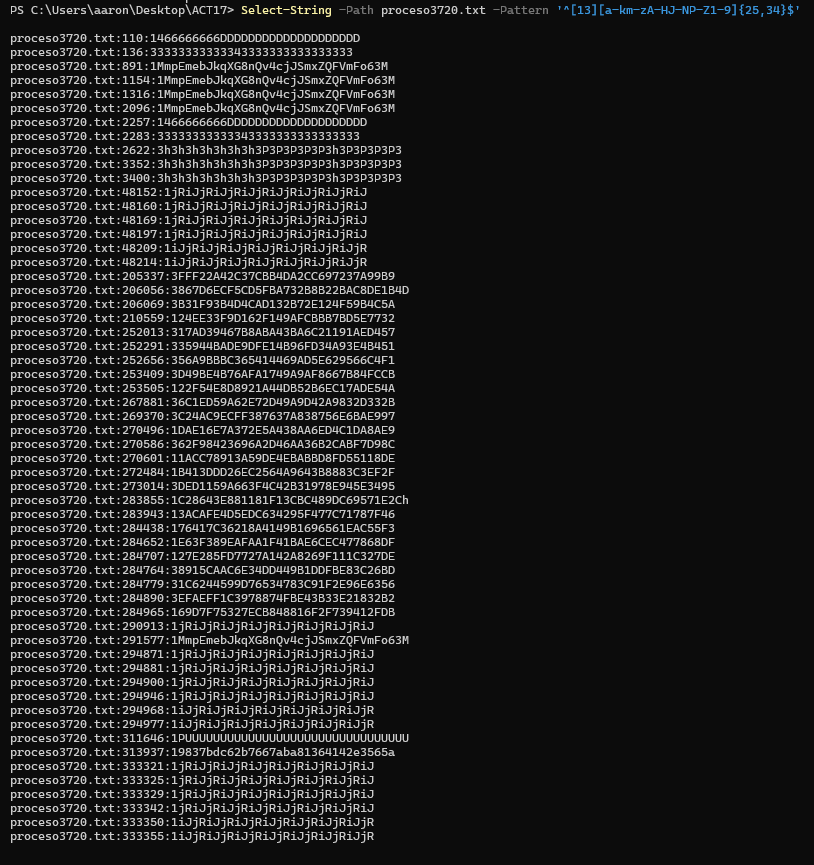 PS C:\Users\aaron\Desktop\ACT17> Select-String -Path proceso3720.txt -Pattern '^[13][a-km-zA-HJ-NP-Z1-9]{25,34}$'
proceso3720.txt:110:1466666666DDDDDDDDDDDDDDDDDDDD
proceso3720.txt:136:33333333333343333333333333333
proceso3720.txt:891:1MmpEmebJkqXG8nQv4cjJSmxZQFVmFo63M
proceso3720.txt:1154:1MmpEmebJkqXG8nQv4cjJSmxZQFVmFo63M
proceso3720.txt:1316:1MmpEmebJkqXG8nQv4cjJSmxZQFVmFo63M
proceso3720.txt:2096:1MmpEmebJkqXG8nQv4cjJSmxZQFVmFo63M
proceso3720.txt:2257:1466666666DDDDDDDDDDDDDDDDDDDD
proceso3720.txt:2283:33333333333343333333333333333
proceso3720.txt:2622:3h3h3h3h3h3h3h3P3P3P3P3P3h3P3P3P3P3
proceso3720.txt:3352:3h3h3h3h3h3h3h3P3P3P3P3P3h3P3P3P3P3
proceso3720.txt:3400:3h3h3h3h3h3h3h3P3P3P3P3P3h3P3P3P3P3
proceso3720.txt:48152:1jRiJjRiJjRiJjRiJjRiJjRiJjRiJ
proceso3720.txt:48160:1jRiJjRiJjRiJjRiJjRiJjRiJjRiJ
proceso3720.txt:48169:1jRiJjRiJjRiJjRiJjRiJjRiJjRiJ
proceso3720.txt:48197:1jRiJjRiJjRiJjRiJjRiJjRiJjRiJ
proceso3720.txt:48209:1iJjRiJjRiJjRiJjRiJjRiJjRiJjR
proceso3720.txt:48214:1iJjRiJjRiJjRiJjRiJjRiJjRiJjR
proceso3720.txt:205337:3FFF22A42C37CBB4DA2CC697237A99B9
proceso3720.txt:206056:3867D6ECF5CD5FBA732B8B22BAC8DE1B4D
proceso3720.txt:206069:3B31F93B4D4CAD132B72E124F59B4C5A
proceso3720.txt:210559:124EE33F9D162F149AFCBBB7BD5E7732
proceso3720.txt:252013:317AD39467B8ABA43BA6C21191AED457
proceso3720.txt:252291:335944BADE9DFE14B96FD34A93E4B451
proceso3720.txt:252656:356A9BBBC365414469AD5E629566C4F1
proceso3720.txt:253409:3D49BE4B76AFA1749A9AF8667B84FCCB
proceso3720.txt:253505:122F54E8D8921A44DB52B6EC17ADE54A
proceso3720.txt:267881:36C1ED59A62E72D49A9D42A9832D332B
proceso3720.txt:269370:3C24AC9ECFF387637A838756E6BAE997
proceso3720.txt:270496:1DAE16E7A372E5A438AA6ED4C1DA8AE9
proceso3720.txt:270586:362F98423696A2D46AA36B2CABF7D98C
proceso3720.txt:270601:11ACC78913A59DE4EBABBD8FD55118DE
proceso3720.txt:272484:1B413DDD26EC2564A9643B8883C3EF2F
proceso3720.txt:273014:3DED1159A663F4C42B31978E945E3495
proceso3720.txt:283855:1C28643E881181F13CBC489DC69571E2Ch
proceso3720.txt:283943:13ACAFE4D5EDC634295F477C71787F46
proceso3720.txt:284438:176417C36218A4149B1696561EAC55F3
proceso3720.txt:284652:1E63F389EAFAA1F41BAE6CEC477868DF
proceso3720.txt:284707:127E285FD7727A142A8269F111C327DE
proceso3720.txt:284764:38915CAAC6E34DD449B1DDFBE83C26BD
proceso3720.txt:284779:31C6244599D76534783C91F2E96E6356
proceso3720.txt:284890:3EFAEFF1C3978874FBE43B33E21832B2
proceso3720.txt:284965:169D7F75327ECB848816F2F739412FDB
proceso3720.txt:290913:1jRiJjRiJjRiJjRiJjRiJjRiJjRiJ
proceso3720.txt:291577:1MmpEmebJkqXG8nQv4cjJSmxZQFVmFo63M
proceso3720.txt:294871:1jRiJjRiJjRiJjRiJjRiJjRiJjRiJ
proceso3720.txt:294881:1jRiJjRiJjRiJjRiJjRiJjRiJjRiJ
proceso3720.txt:294900:1jRiJjRiJjRiJjRiJjRiJjRiJjRiJ
proceso3720.txt:294946:1jRiJjRiJjRiJjRiJjRiJjRiJjRiJ
proceso3720.txt:294968:1iJjRiJjRiJjRiJjRiJjRiJjRiJjR
proceso3720.txt:294977:1iJjRiJjRiJjRiJjRiJjRiJjRiJjR
proceso3720.txt:311646:1PUUUUUUUUUUUUUUUUUUUUUUUUUUUUUUUU
proceso3720.txt:313937:19837bdc62b7667aba81364142e3565a
proceso3720.txt:333321:1jRiJjRiJjRiJjRiJjRiJjRiJjRiJ
proceso3720.txt:333325:1jRiJjRiJjRiJjRiJjRiJjRiJjRiJ
proceso3720.txt:333329:1jRiJjRiJjRiJjRiJjRiJjRiJjRiJ
proceso3720.txt:333342:1jRiJjRiJjRiJjRiJjRiJjRiJjRiJ
proceso3720.txt:333350:1iJjRiJjRiJjRiJjRiJjRiJjRiJjR
proceso3720.txt:333355:1iJjRiJjRiJjRiJjRiJjRiJjRiJjR